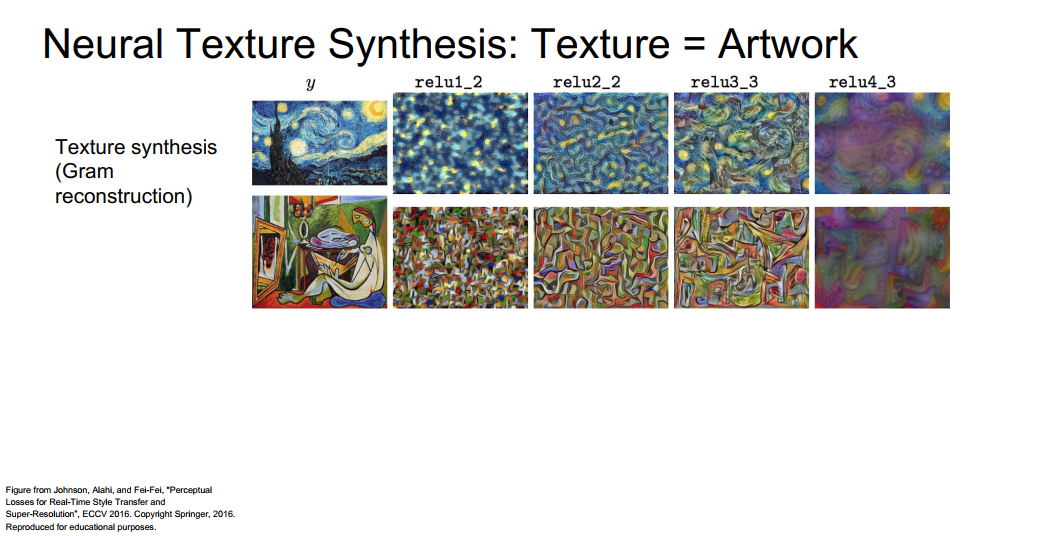 Neural Texture Synthesis: Texture = Artwork
y relu1_2 relu2_2 relu3_3 relu4_3
Texture synthesis
(Gram
reconstruction)
Figure from Johnson, Alahi, and Fei-Fei, "Perceptual
Losses for Real-Time Style Transfer and
Super-Resolution", ECCV 2016. Copyright Springer, 2016.
Reproduced for educational purposes.